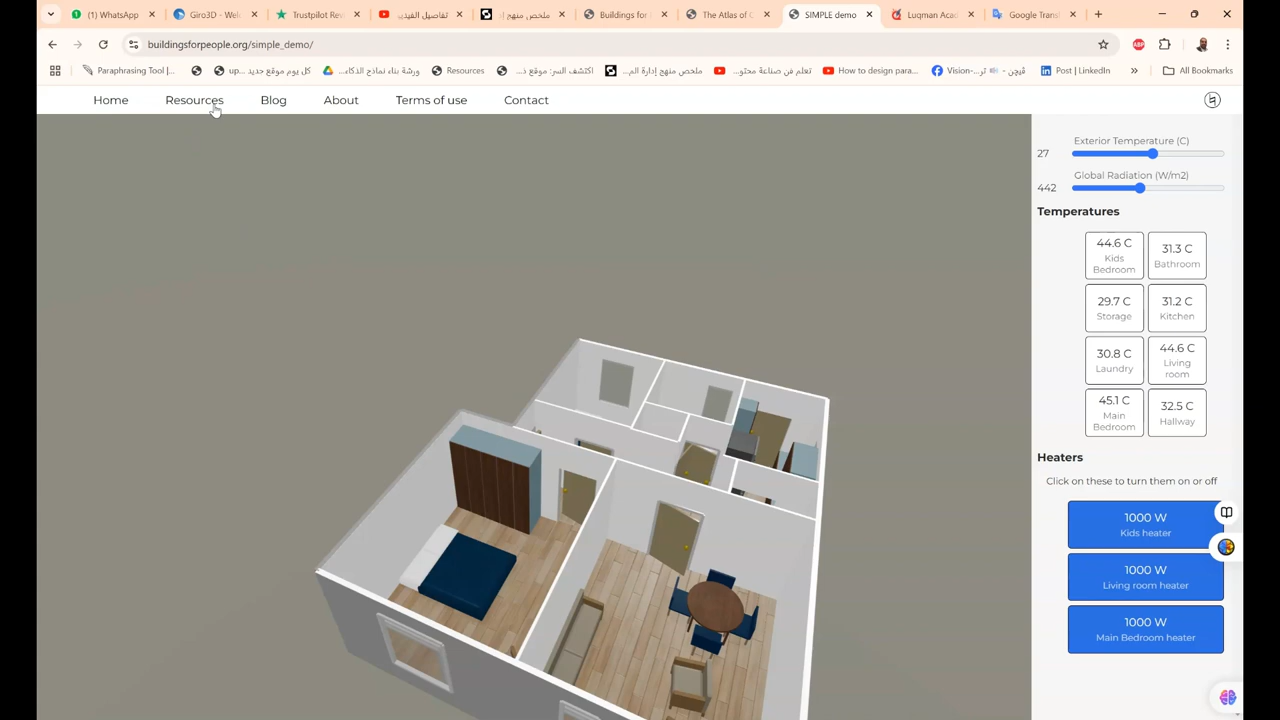 (1) WhatsApp
Giro3D - Wel
Trustpilot Rev
تفاصيل الفيديو
ملخص منهج إ
Buildings for
The Atlas of
SIMPLE demo
Luqman Aca
Google Trans
buildingsforpeople.org/simple_demo/
ABP
Paraphrasing Tool |...
up... كل يوم موقع جديد
ورشة بناء نماذج الذكاء...
Resources
اكتشف السر: موقع ذ...
ملخص منهج إدارة الم...
تعلم فن صناعة محتو...
How to design para...
Post | LinkedIn
»
All Bookmarks
Home
Resources
Blog
About
Terms of use
Contact
Exterior Temperature (C)
27
Global Radiation (W/m2)
442
Temperatures
44.6 C
Kids
Bedroom
31.3 C
Bathroom
29.7 C
Storage
31.2 C
Kitchen
30.8 C
Laundry
44.6 C
Living
room
45.1 C
Main
Bedroom
32.5 C
Hallway
Heaters
Click on these to turn them on or off
1000 W
Kids heater
1000 W
Living room heater
1000 W
Main Bedroom heater